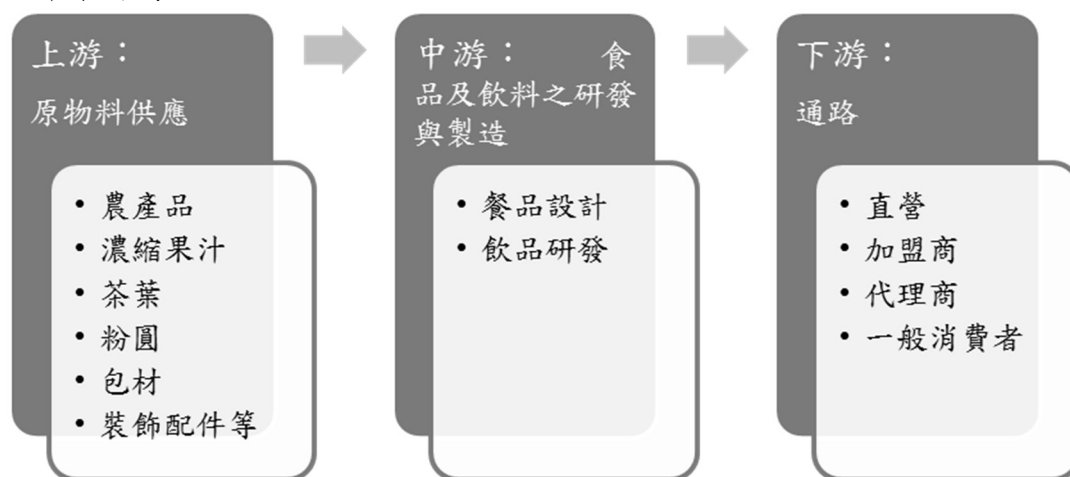 上游：
原物料供應
• 農產品
• 濃縮果汁
• 茶葉
• 粉圓
• 包材
• 裝飾配件等
中游： 食
品及飲料之研發
與製造
• 餐品設計
• 飲品研發
下游：
通路
• 直營
• 加盟商
• 代理商
• 一般消費者